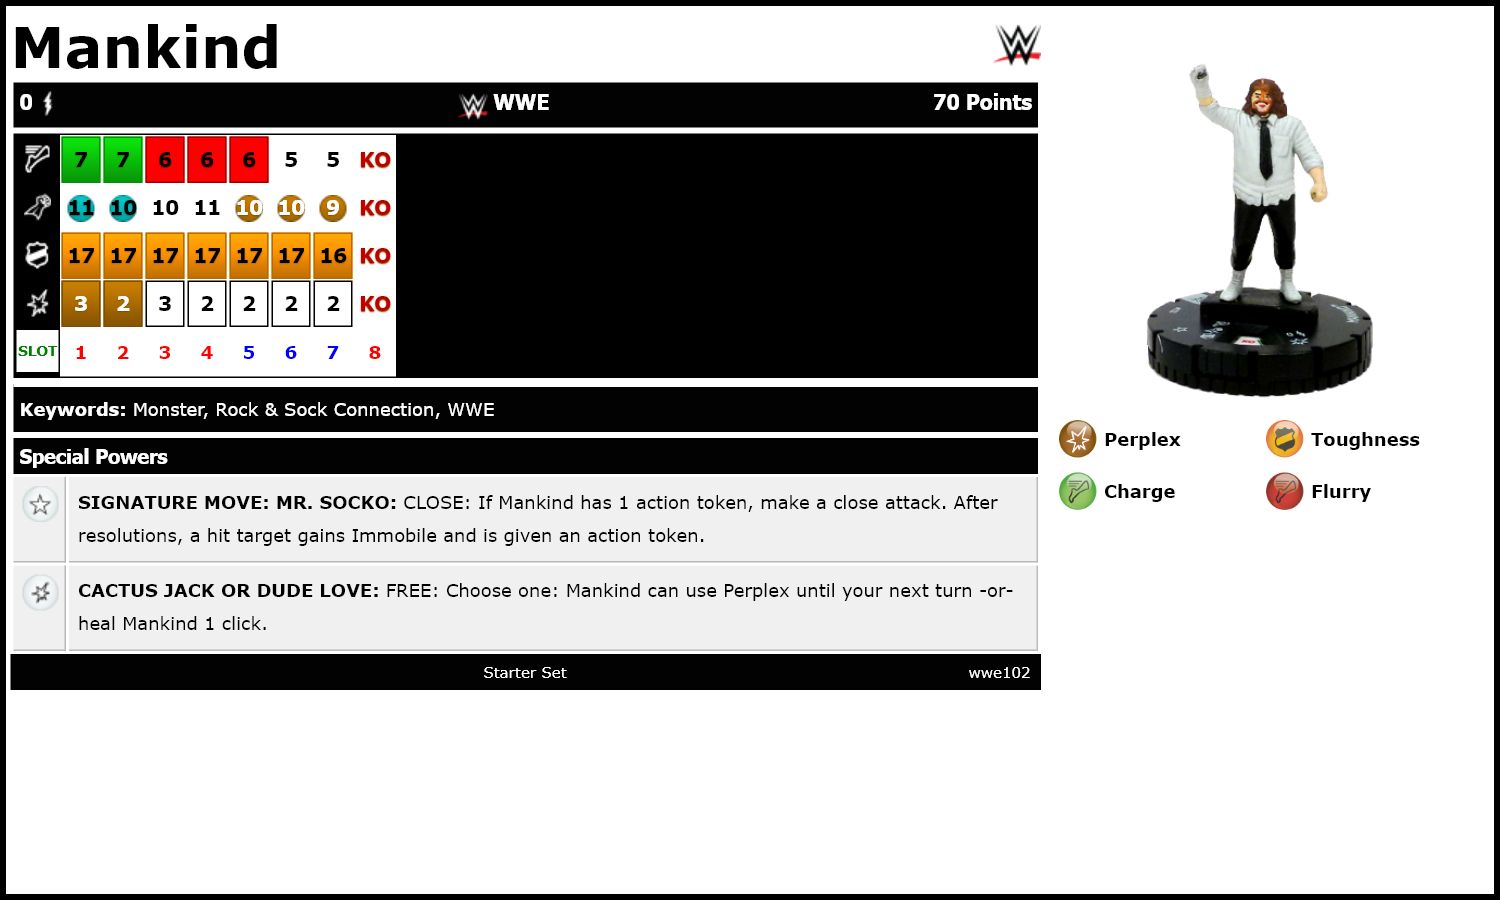 Mankind
0 WWE 70 Points
7 7 6 6 6 5 5 KO
11 10 10 11 10 10 9 KO
17 17 17 17 17 17 16 KO
3 2 3 2 2 2 2 KO
SLOT 1 2 3 4 5 6 7 8
Keywords: Monster, Rock & Sock Connection, WWE
Special Powers
SIGNATURE MOVE: MR. SOCKO: CLOSE: If Mankind has 1 action token, make a close attack. After
resolutions, a hit target gains Immobile and is given an action token.
CACTUS JACK OR DUDE LOVE: FREE: Choose one: Mankind can use Perplex until your next turn -or-
heal Mankind 1 click.
Starter Set wwe102
Perplex Toughness
Charge Flurry